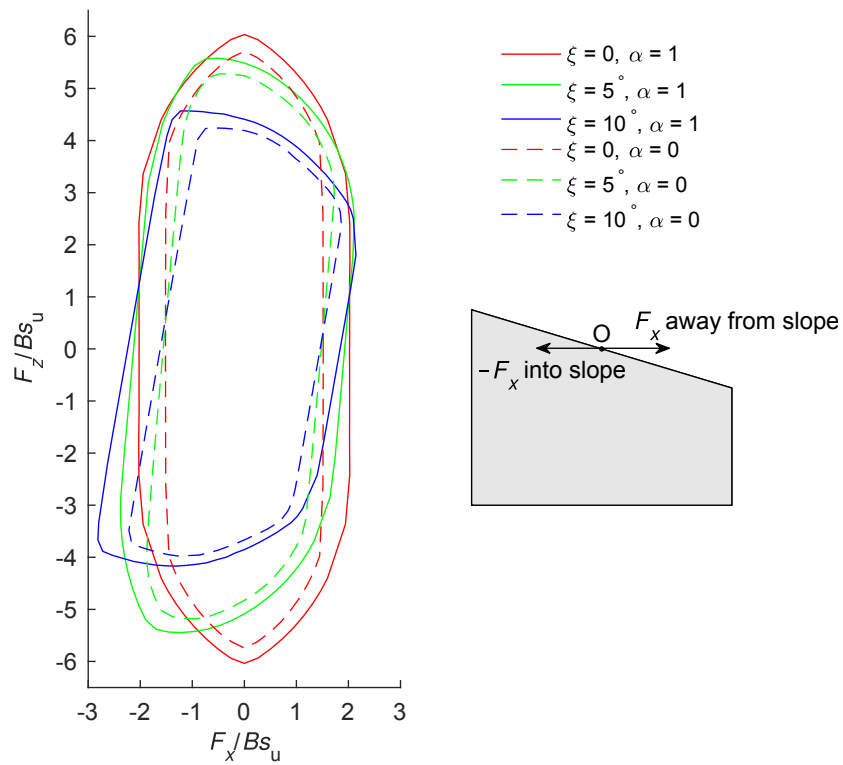 6
5
4
3
2
1
0
-1
-2
-3
-4
-5
-6
F_z/Bs_u
-3 -2 -1 0 1 2 3
F_x/Bs_u
ξ = 0, α = 1
ξ = 5°, α = 1
ξ = 10°, α = 1
ξ = 0, α = 0
ξ = 5°, α = 0
ξ = 10°, α = 0
O
F_x away from slope
−F_x into slope